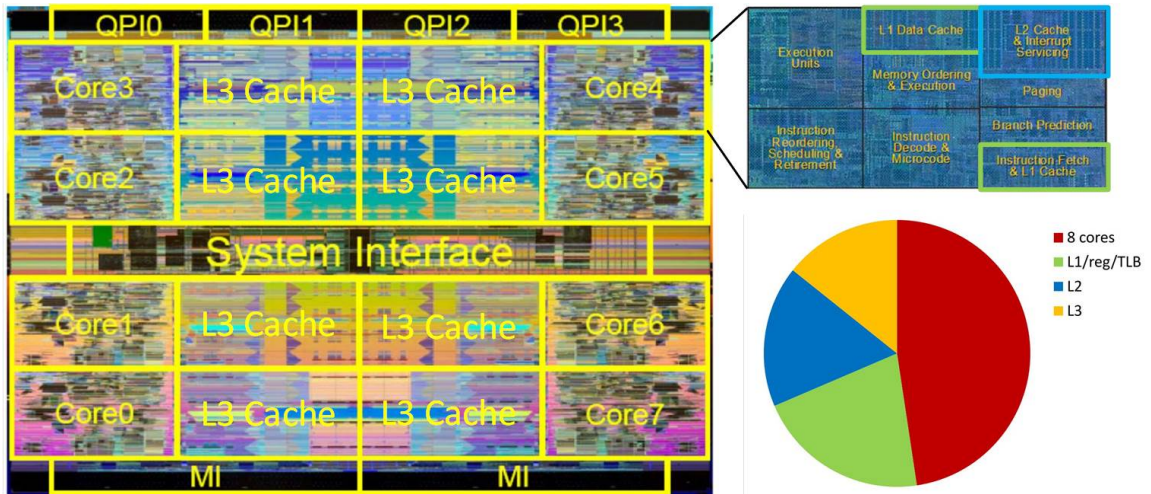 QPI0 QPI1 QPI2 QPI3
Core3 L3 Cache L3 Cache Core4
Core2 L3 Cache L3 Cache Core5
System Interface
Core1 L3 Cache L3 Cache Core6
Core0 L3 Cache L3 Cache Core7
MI MI
Execution
Units
L1 Data Cache
L2 Cache
& Interrupt
Servicing
Memory Ordering
& Execution
Paging
Instruction
Reordering,
Scheduling &
Retirement
Instruction
Decode &
Microcode
Branch Prediction
Instruction Fetch
& L1 Cache
8 cores
L1/reg/TLB
L2
L3